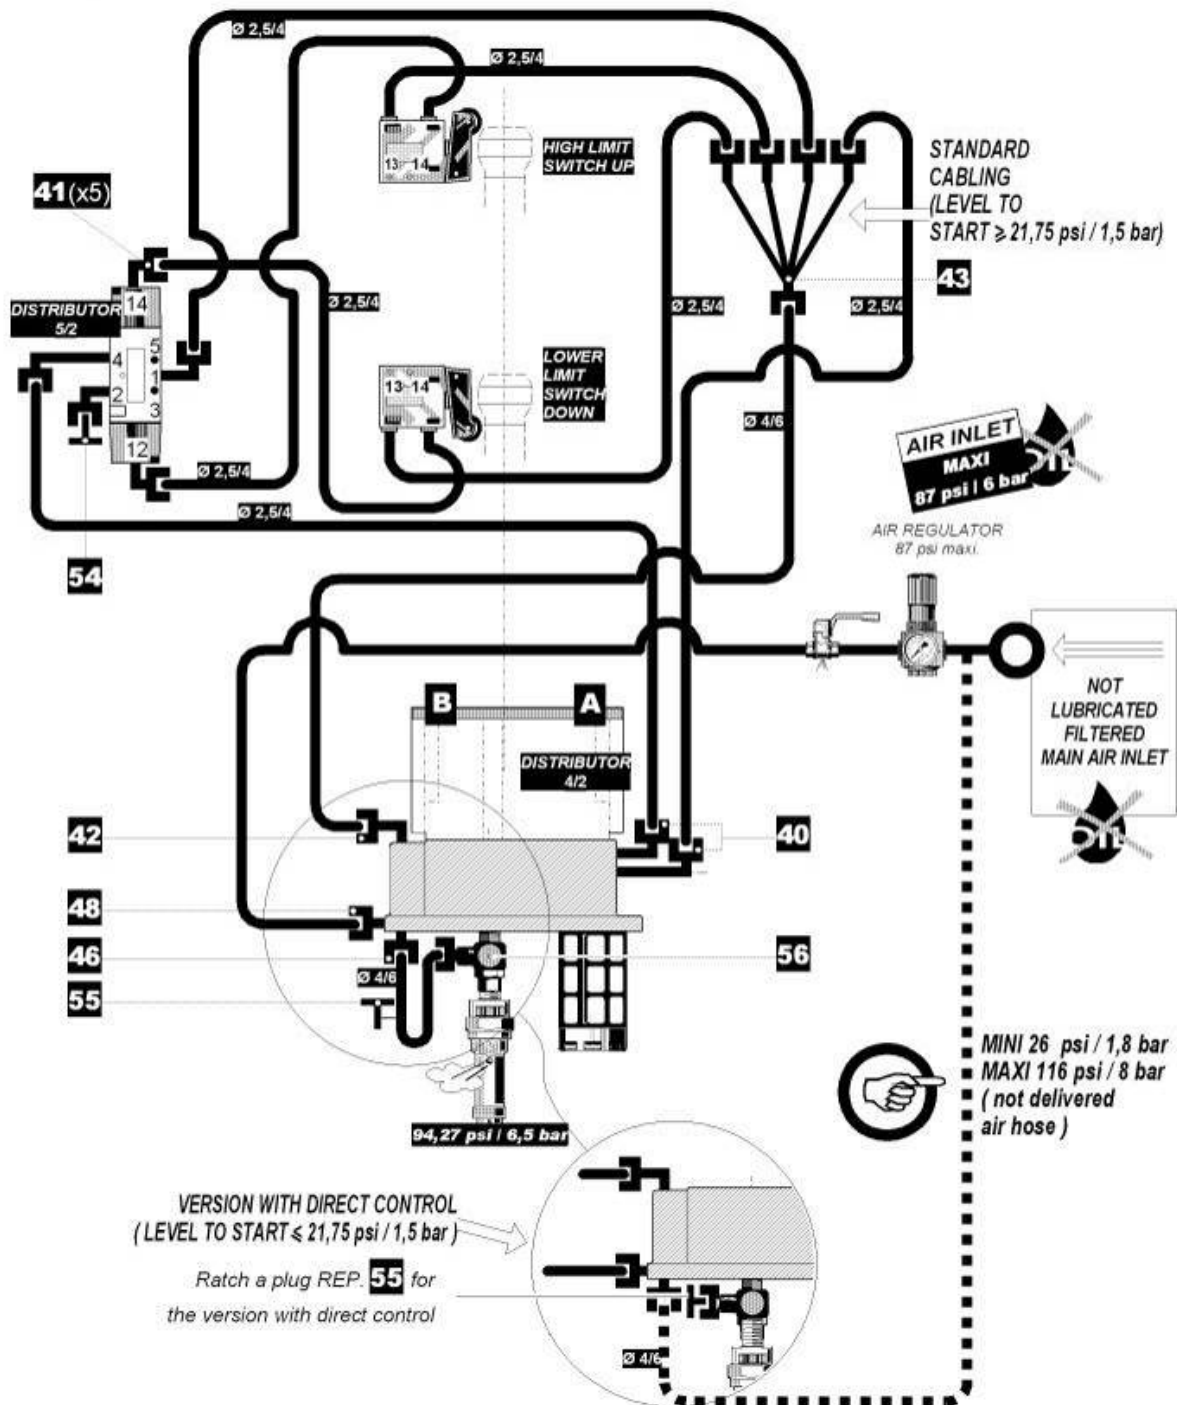 Ø 2,5/4
Ø 2,5/4
13 14
HIGH LIMIT
SWITCH UP
STANDARD
CABLING
(LEVEL TO
START ⩾ 21,75 psi / 1,5 bar)
41(x5)
43
DISTRIBUTOR
5/2
14
4
5
1
2
3
12
Ø 2,5/4
Ø 2,5/4
Ø 2,5/4
13 14
LOWER
LIMIT
SWITCH
DOWN
Ø 4/6
AIR INLET
MAXI
87 psi | 6 bar
OIL
AIR REGULATOR
87 psi maxi.
Ø 2,5/4
Ø 2,5/4
54
NOT
LUBRICATED
FILTERED
MAIN AIR INLET
OIL
B
A
DISTRIBUTOR
4/2
42
40
48
46
56
Ø 4/6
55
94,27 psi | 6,5 bar
MINI 26 psi / 1,8 bar
MAXI 116 psi / 8 bar
( not delivered
air hose )
VERSION WITH DIRECT CONTROL
( LEVEL TO START ⩽ 21,75 psi / 1,5 bar )
Ratch a plug REP. 55 for
the version with direct control
Ø 4/6